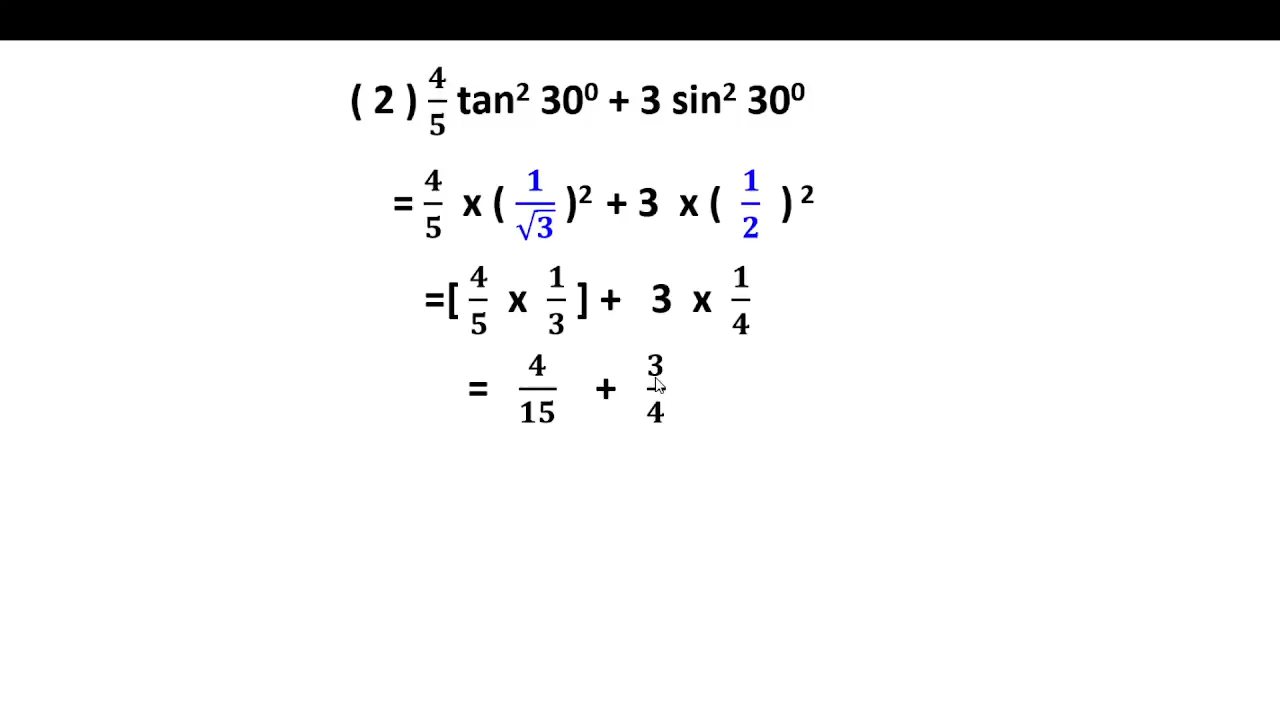 ( 2 ) 4/5 tan² 30⁰ + 3 sin² 30⁰
= 4/5 x ( 1/√3 )² + 3 x ( 1/2 ) ²
=[ 4/5 x 1/3 ] + 3 x 1/4
= 4/15 + 3/4